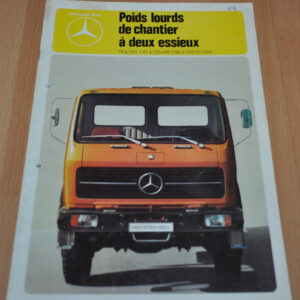 Poids lourds
de chantier
à deux essieux
MERCEDES-BENZ